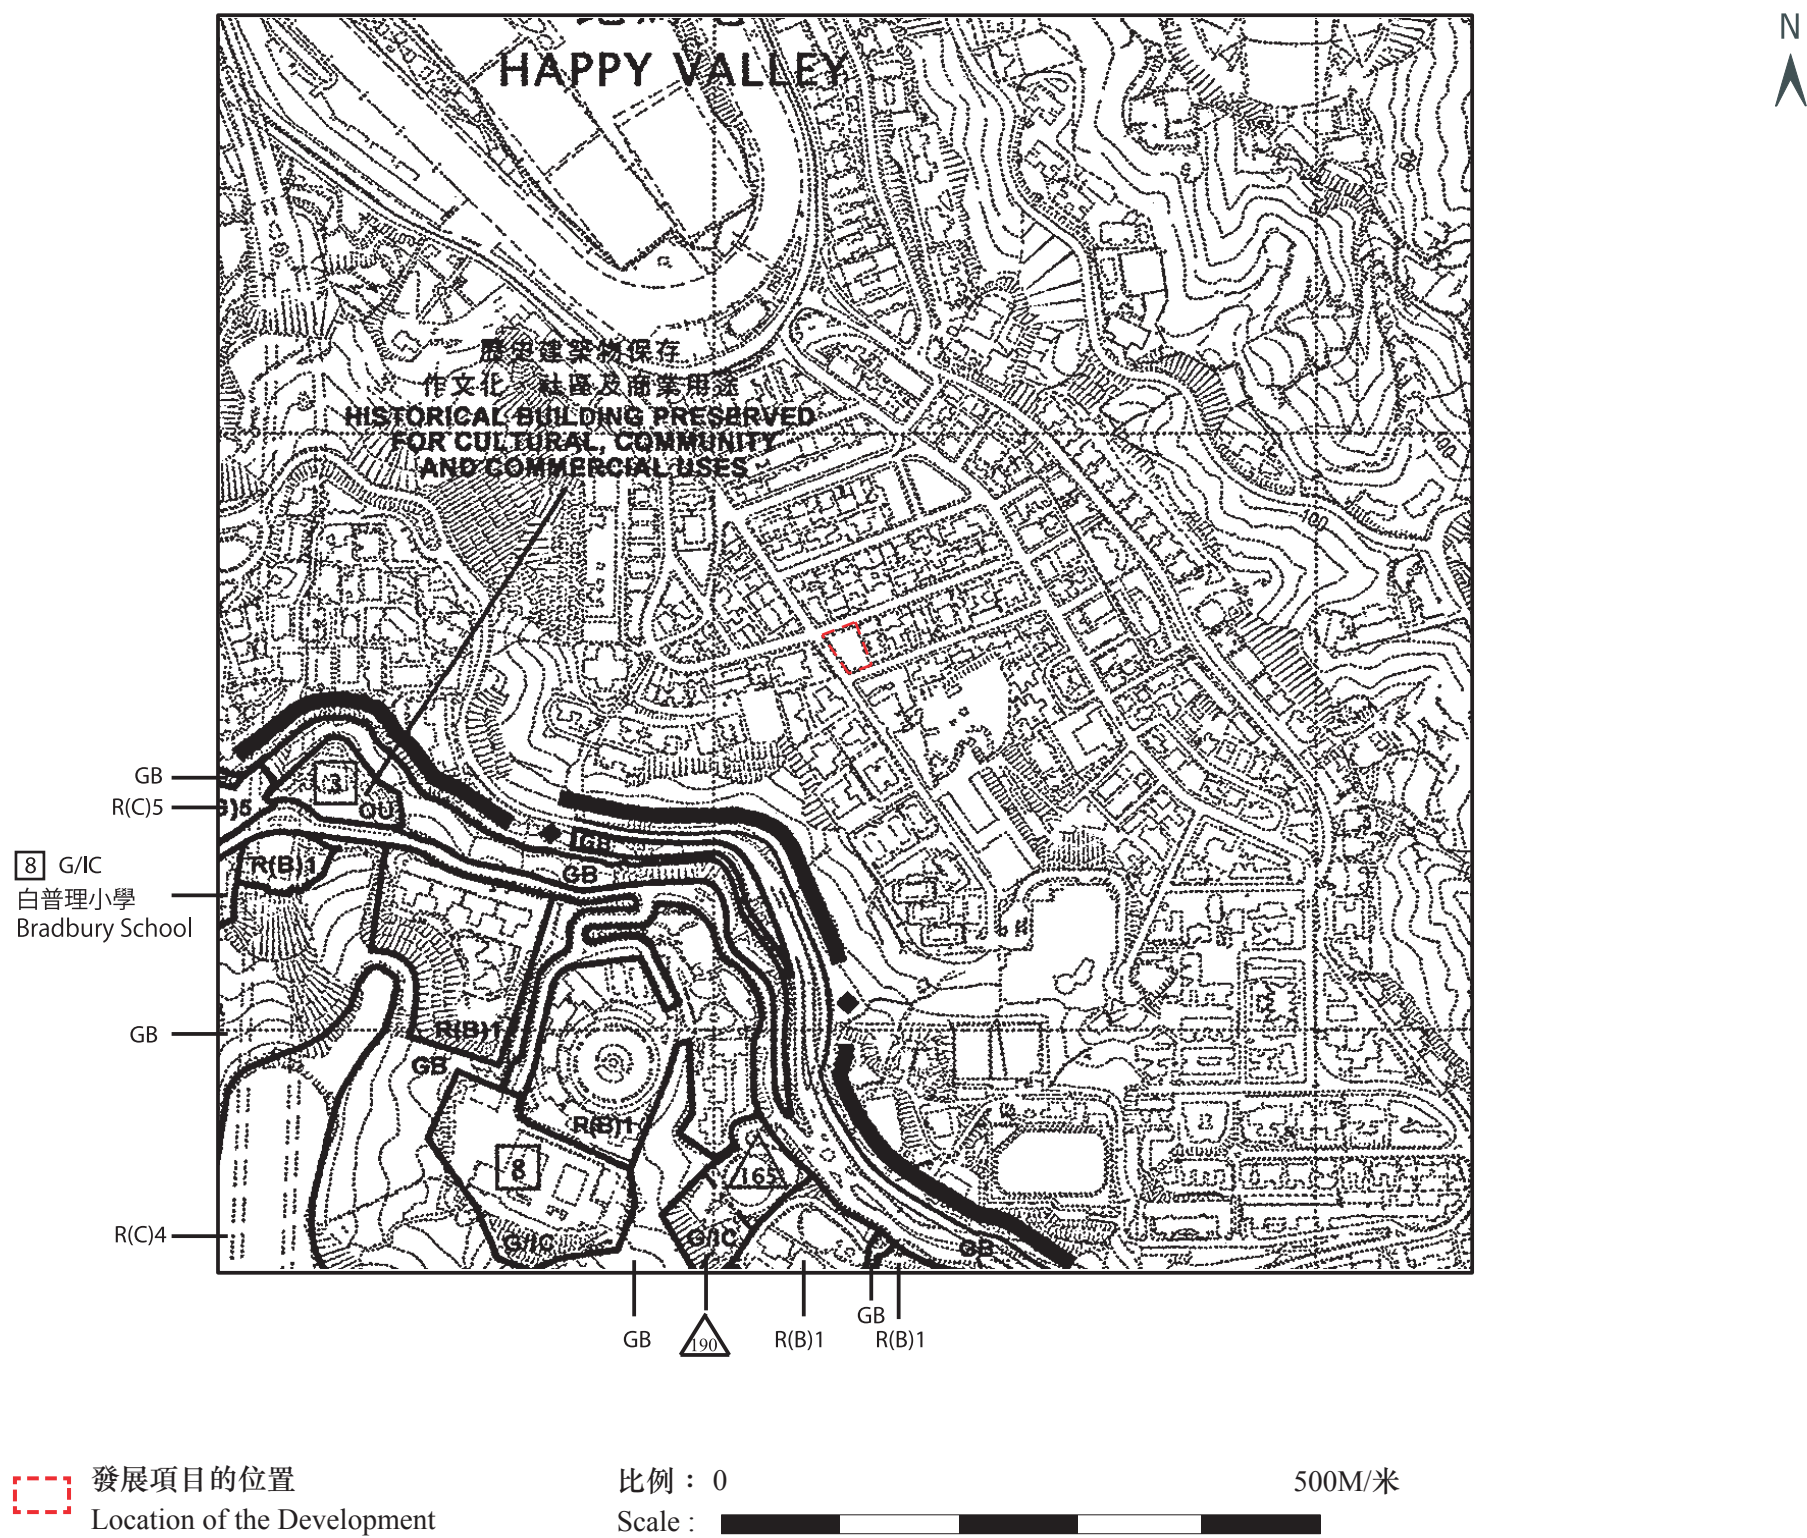 N
HAPPY VALLEY
歷史建築物保存
作文化、社區及商業用途
HISTORICAL BUILDING PRESERVED
FOR CULTURAL, COMMUNITY
AND COMMERCIAL USES
100
100
GB
R(C)5
3
OU
)5
8 G/IC
白普理小學
Bradbury School
R(B)1
GB
GB
GB
R(B)1
GB
R(B)1
8
165
G/IC
G/IC
GB
R(C)4
GB
190
R(B)1
GB
R(B)1
發展項目的位置
Location of the Development
比例： 0
500M/米
Scale :